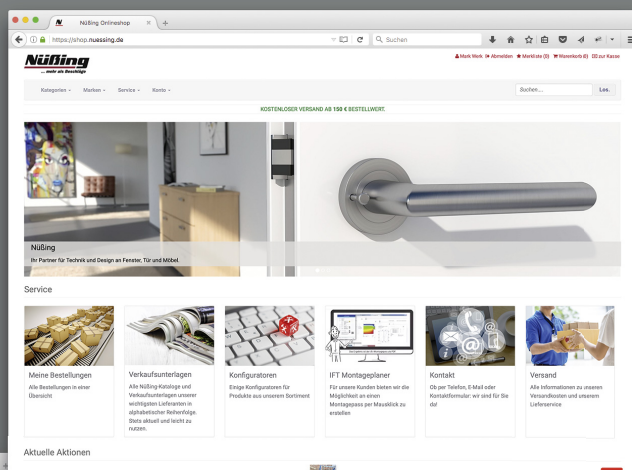 Nüßing Onlineshop
https://shop.nuessing.de
Suchen
Nüßing
... mehr als Beschläge
Mark Werk Abmelden Merkliste (0) Warenkorb (0) zur Kasse
Kategorien Marken Service Konto
Suchen... Los.
KOSTENLOSER VERSAND AB 150 € BESTELLWERT.
Nüßing
Ihr Partner für Technik und Design an Fenster, Tür und Möbel.
Service
Meine Bestellungen
Alle Bestellungen in einer
Übersicht
Verkaufsunterlagen
Alle Nüßing-Kataloge und
Verkaufsunterlagen unserer
wichtigsten Lieferanten in
alphabetischer Reihenfolge.
Stets aktuell und leicht zu
nutzen.
Konfiguratoren
Einige Konfiguratoren für
Produkte aus unserem Sortiment
IFT Montageplaner
Für unsere Kunden bieten wir die
Möglichkeit an einen
Montagepass per Mausklick zu
erstellen
Kontakt
Ob per Telefon, E-Mail oder
Kontaktformular: wir sind für Sie
da!
Versand
Alle Informationen zu unseren
Versandkosten und unserem
Lieferservice
Aktuelle Aktionen